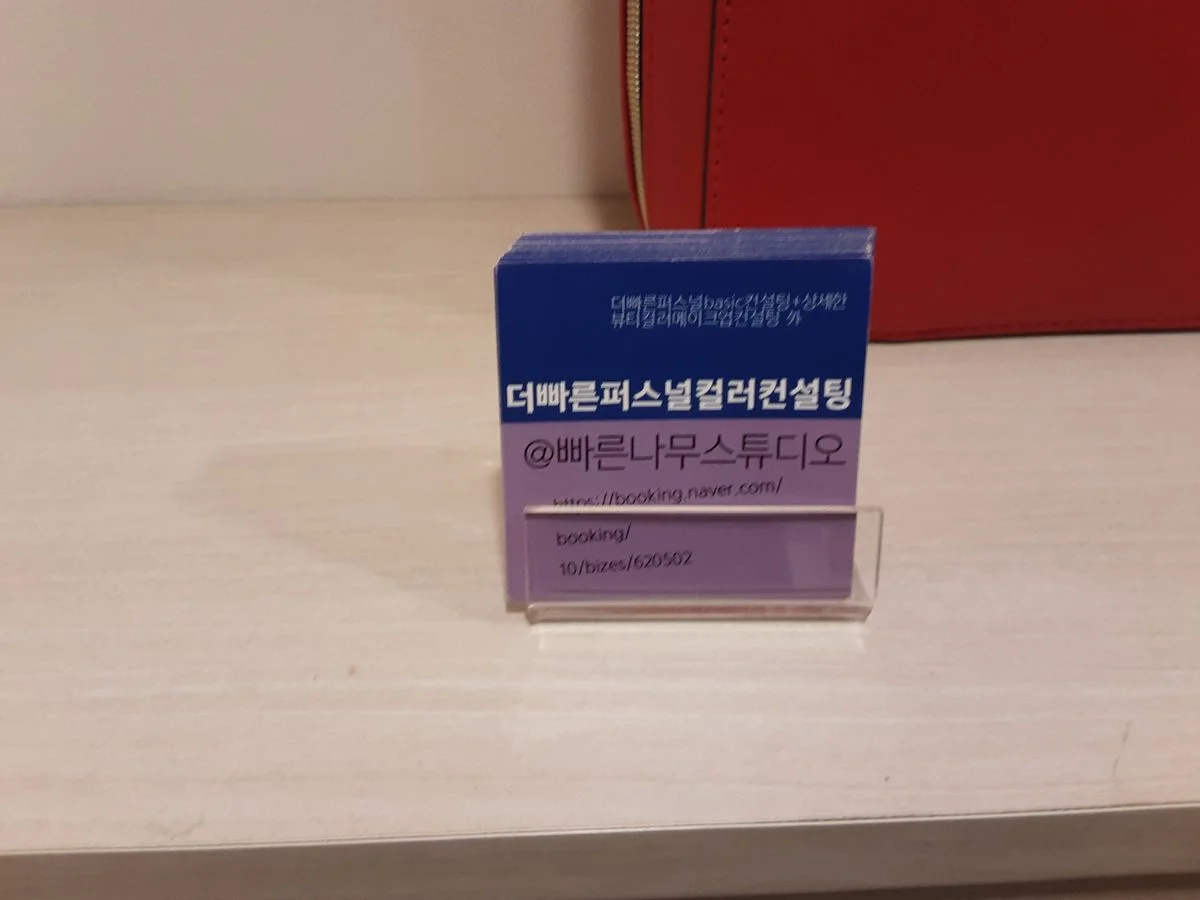 더빠른퍼스널basic컨설팅+상세한
뷰티컬러메이크업컨설팅 外
더빠른퍼스널컬러컨설팅
@빠른나무스튜디오
https://booking.naver.com/
booking/
10/bizes/620502